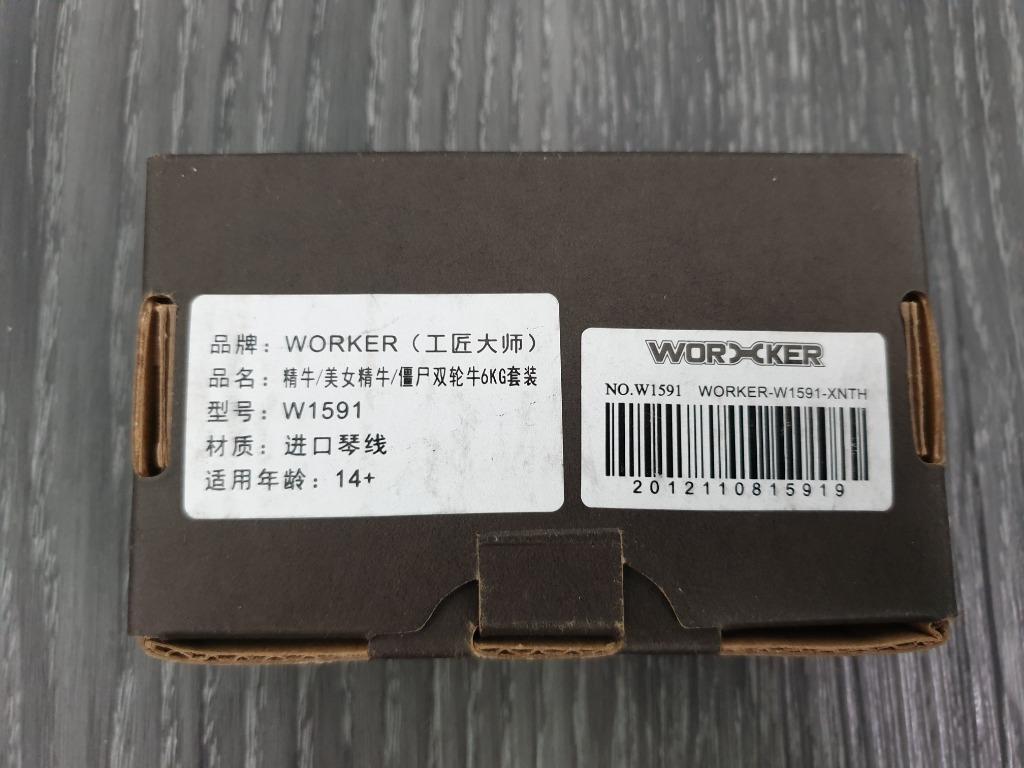 品牌：WORKER（工匠大师）
品名：精牛/美女精牛/僵尸双轮牛6KG套装
型号：W1591
材质：进口琴线
适用年龄：14+
WORKER
NO.W1591 WORKER-W1591-XNTH
2012110815919